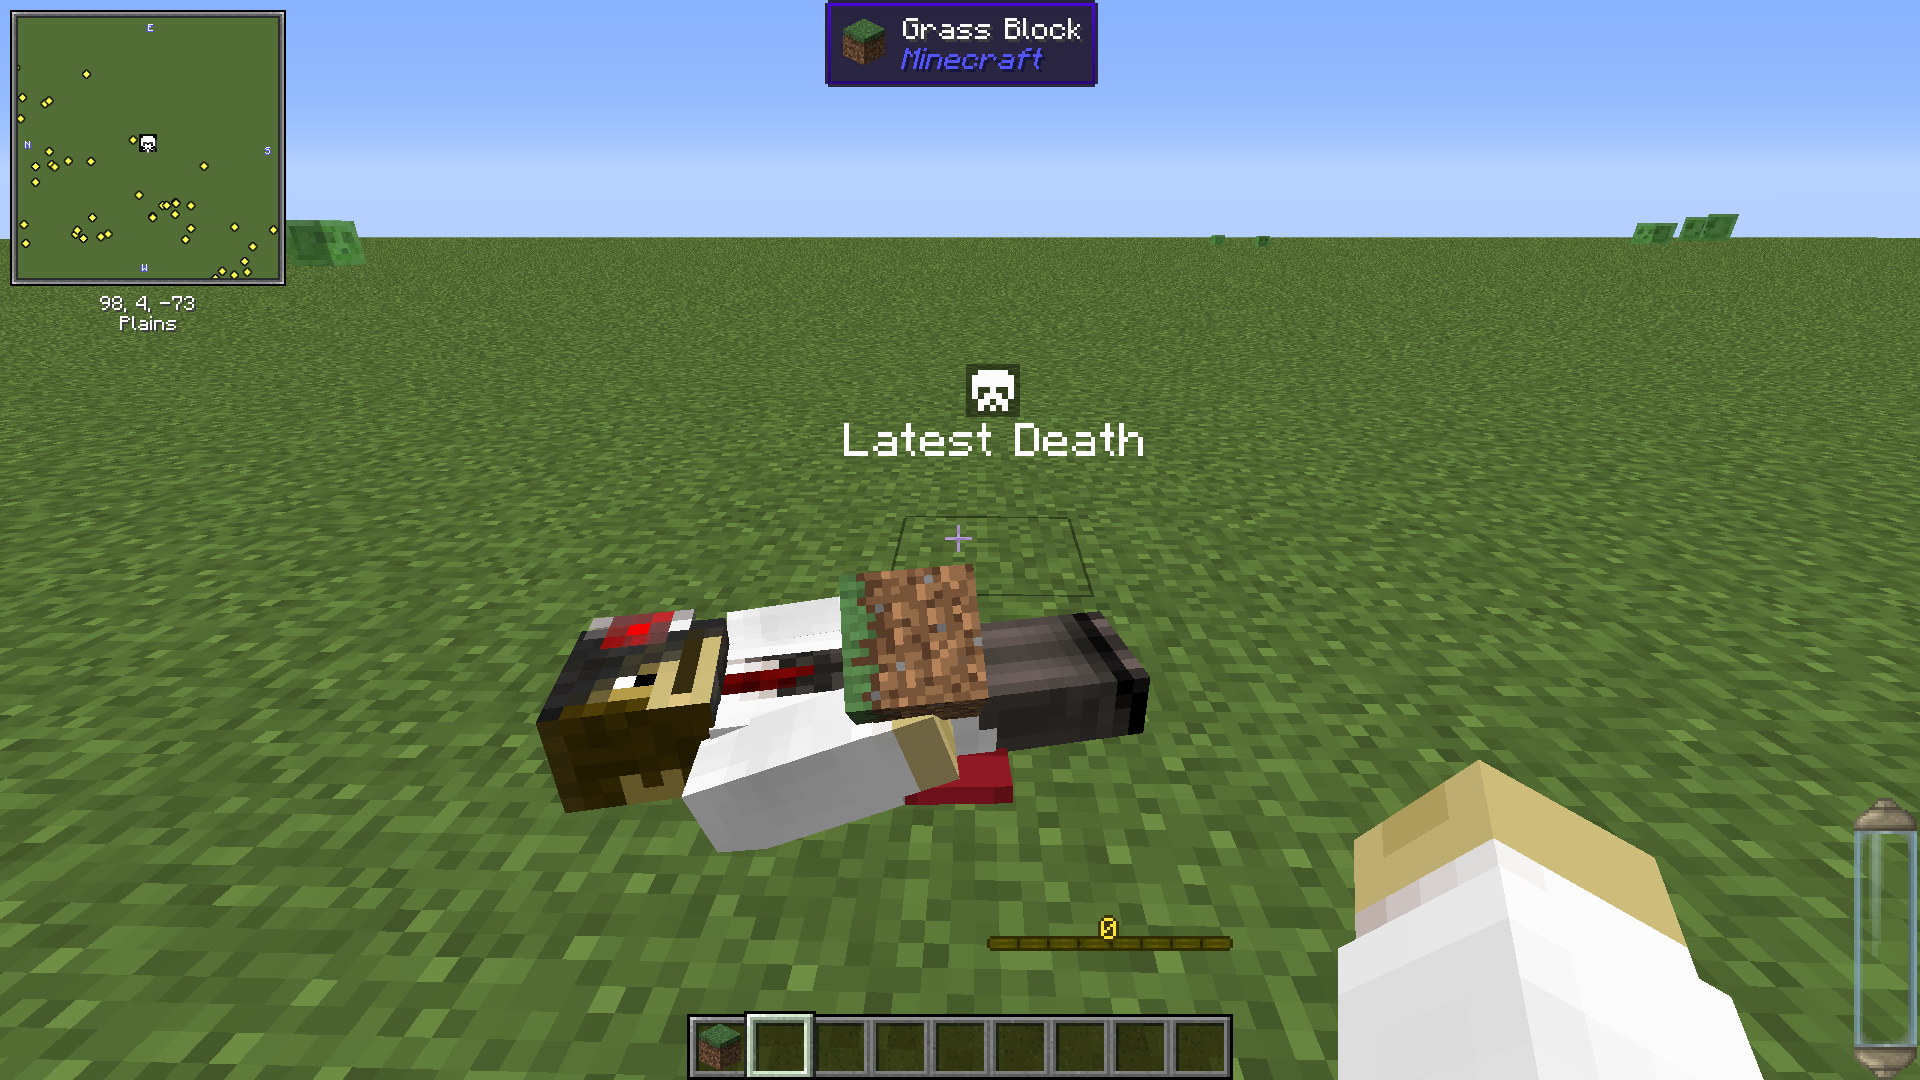 E
N
S
W
98, 4, -73
Plains
Grass Block
Minecraft
Latest Death
0